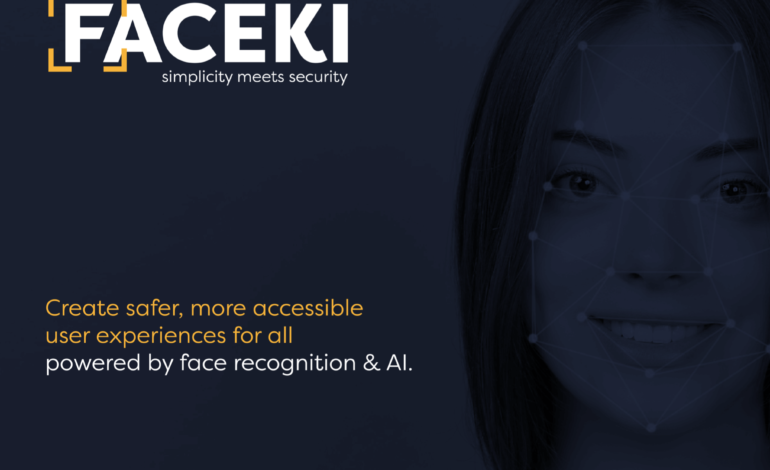 FACEKI
simplicity meets security
Create safer, more accessible
user experiences for all
powered by face recognition & AI.